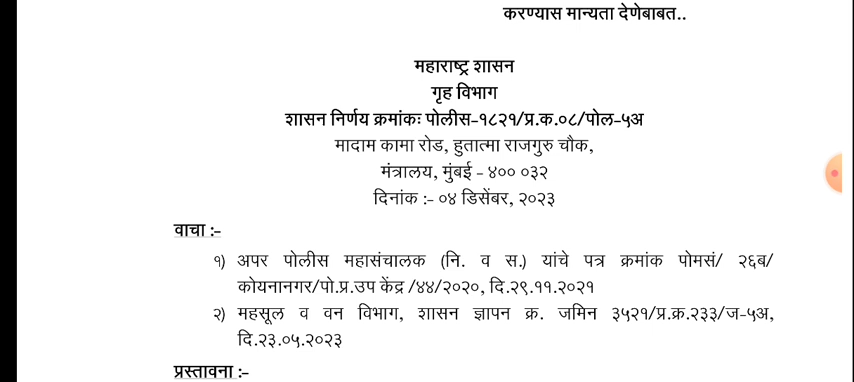 करण्यास मान्यता देणेबाबत..
महाराष्ट्र शासन
गृह विभाग
शासन निर्णय क्रमांकः पोलीस-१८२१/प्र.क.०८/पोल-५अ
मादाम कामा रोड, हुतात्मा राजगुरु चौक,
मंत्रालय, मुंबई - ४०० ०३२
दिनांक :- ०४ डिसेंबर, २०२३
वाचा :-
१) अपर पोलीस महासंचालक (नि. व स.) यांचे पत्र क्रमांक पोमसं/ २६ब/
कोयनानगर/पो.प्र.उप केंद्र /४४/२०२०, दि.२९.११.२०२१
२) महसूल व वन विभाग, शासन ज्ञापन क्र. जमिन ३५२१/प्र.क्र.२३३/ज-५अ,
दि.२३.०५.२०२३
प्रस्तावना :-